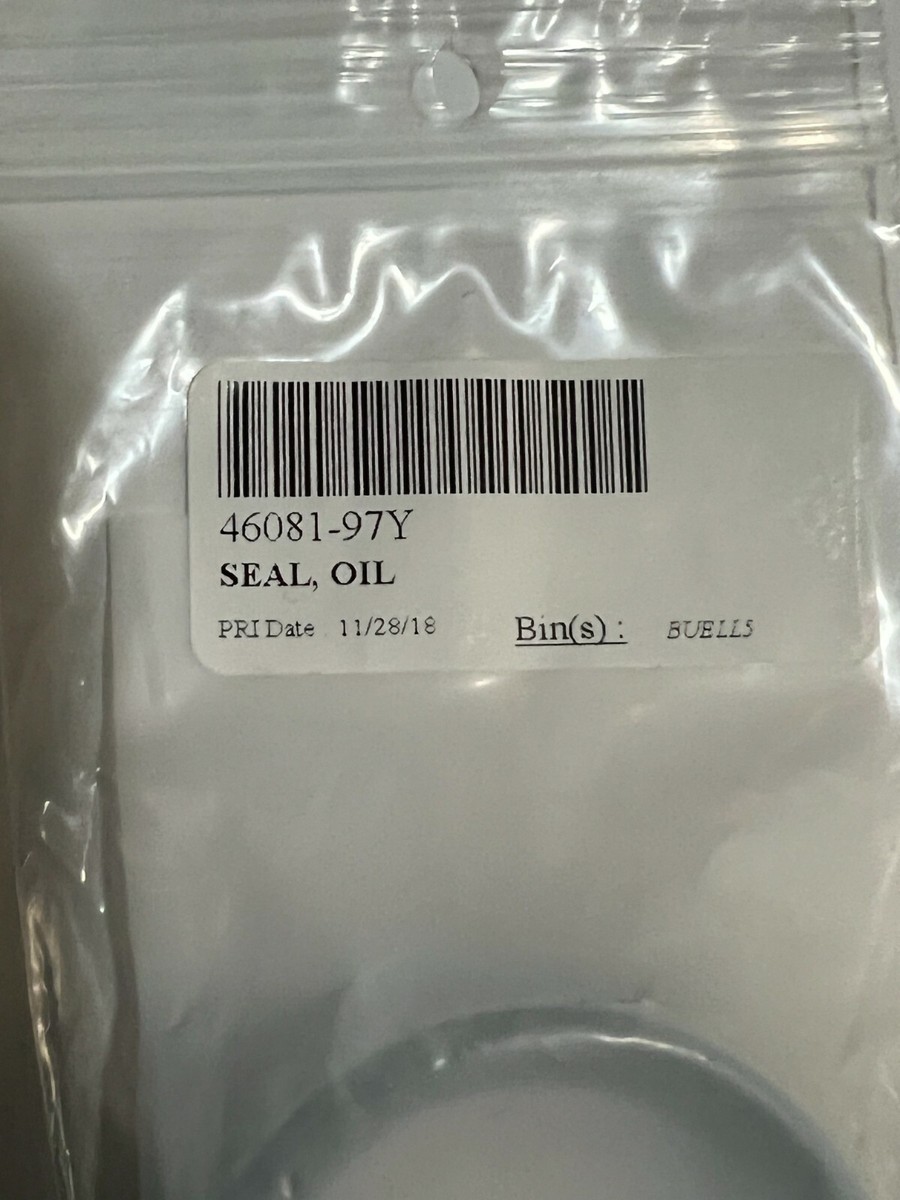 46081-97Y
SEAL, OIL
PRI Date 11/28/18 Bin(s) : BUELL5